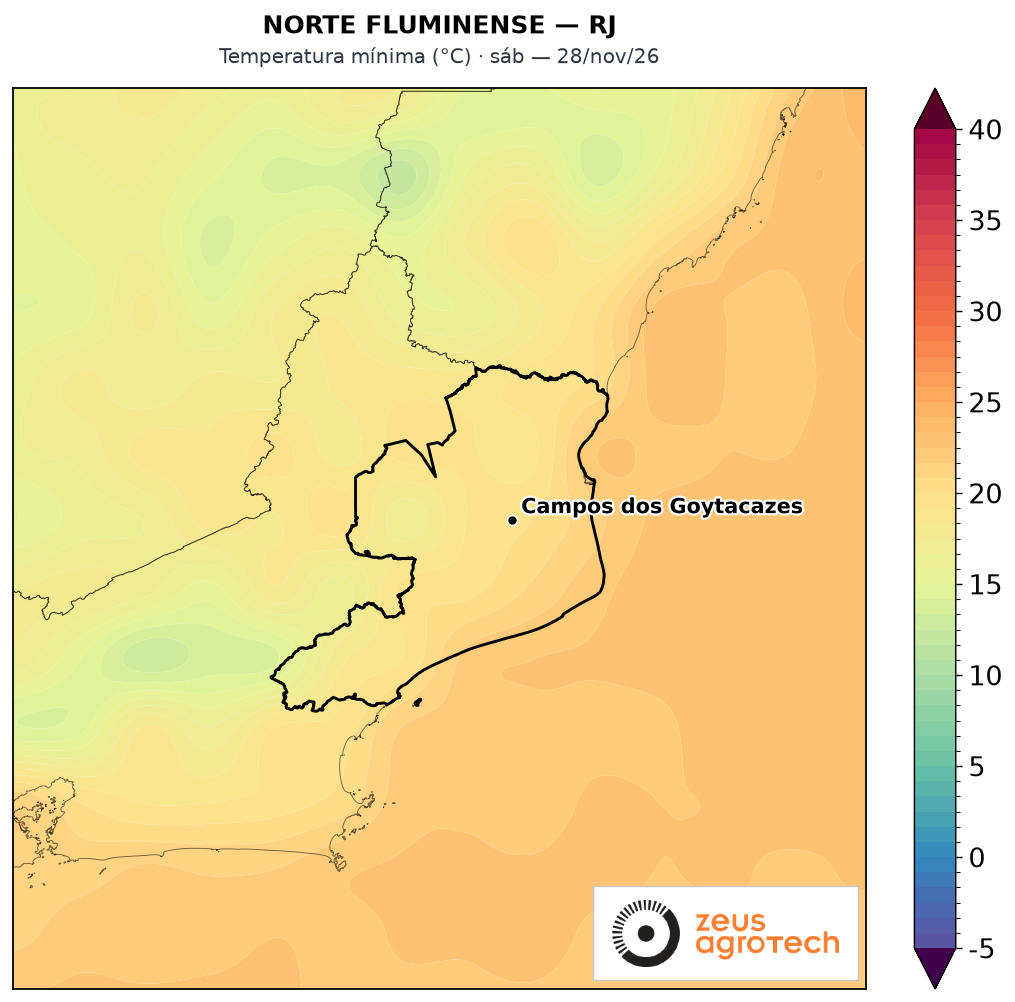 NORTE FLUMINENSE — RJ
Temperatura mínima (°C) · sáb — 28/nov/26
40
35
30
25
20
15
10
5
0
-5
Campos dos Goytacazes
zeus
agrotech